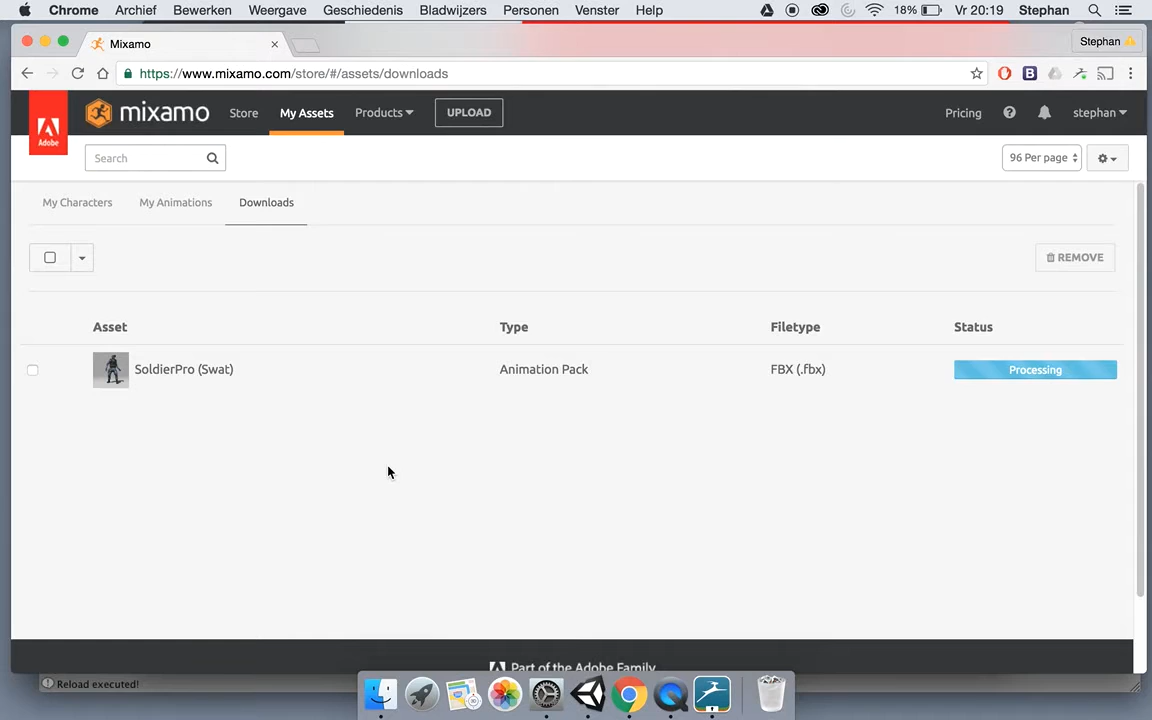 Chrome Archief Bewerken Weergave Geschiedenis Bladwijzers Personen Venster Help 18% Vr 20:19 Stephan
Mixamo
Stephan
https://www.mixamo.com/store/#/assets/downloads
Adobe
mixamo Store My Assets Products UPLOAD Pricing stephan
Search
96 Per page
My Characters My Animations Downloads
REMOVE
Asset Type Filetype Status
SoldierPro (Swat) Animation Pack FBX (.fbx) Processing
Part of the Adobe Family
Reload executed!